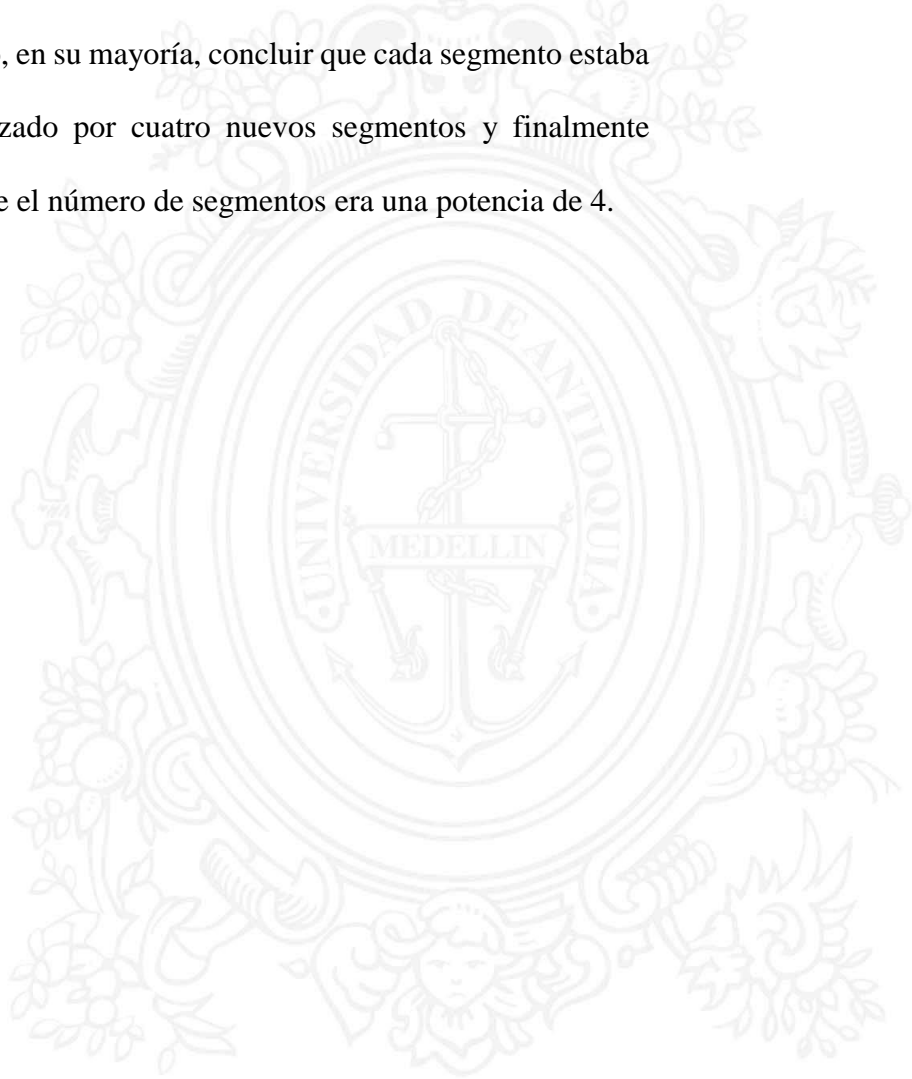 , en su mayoría, concluir que cada segmento estaba
zado por cuatro nuevos segmentos y finalmente
e el número de segmentos era una potencia de 4.
UNIVERSIDAD DE ANTIOQUIA
MEDELLIN